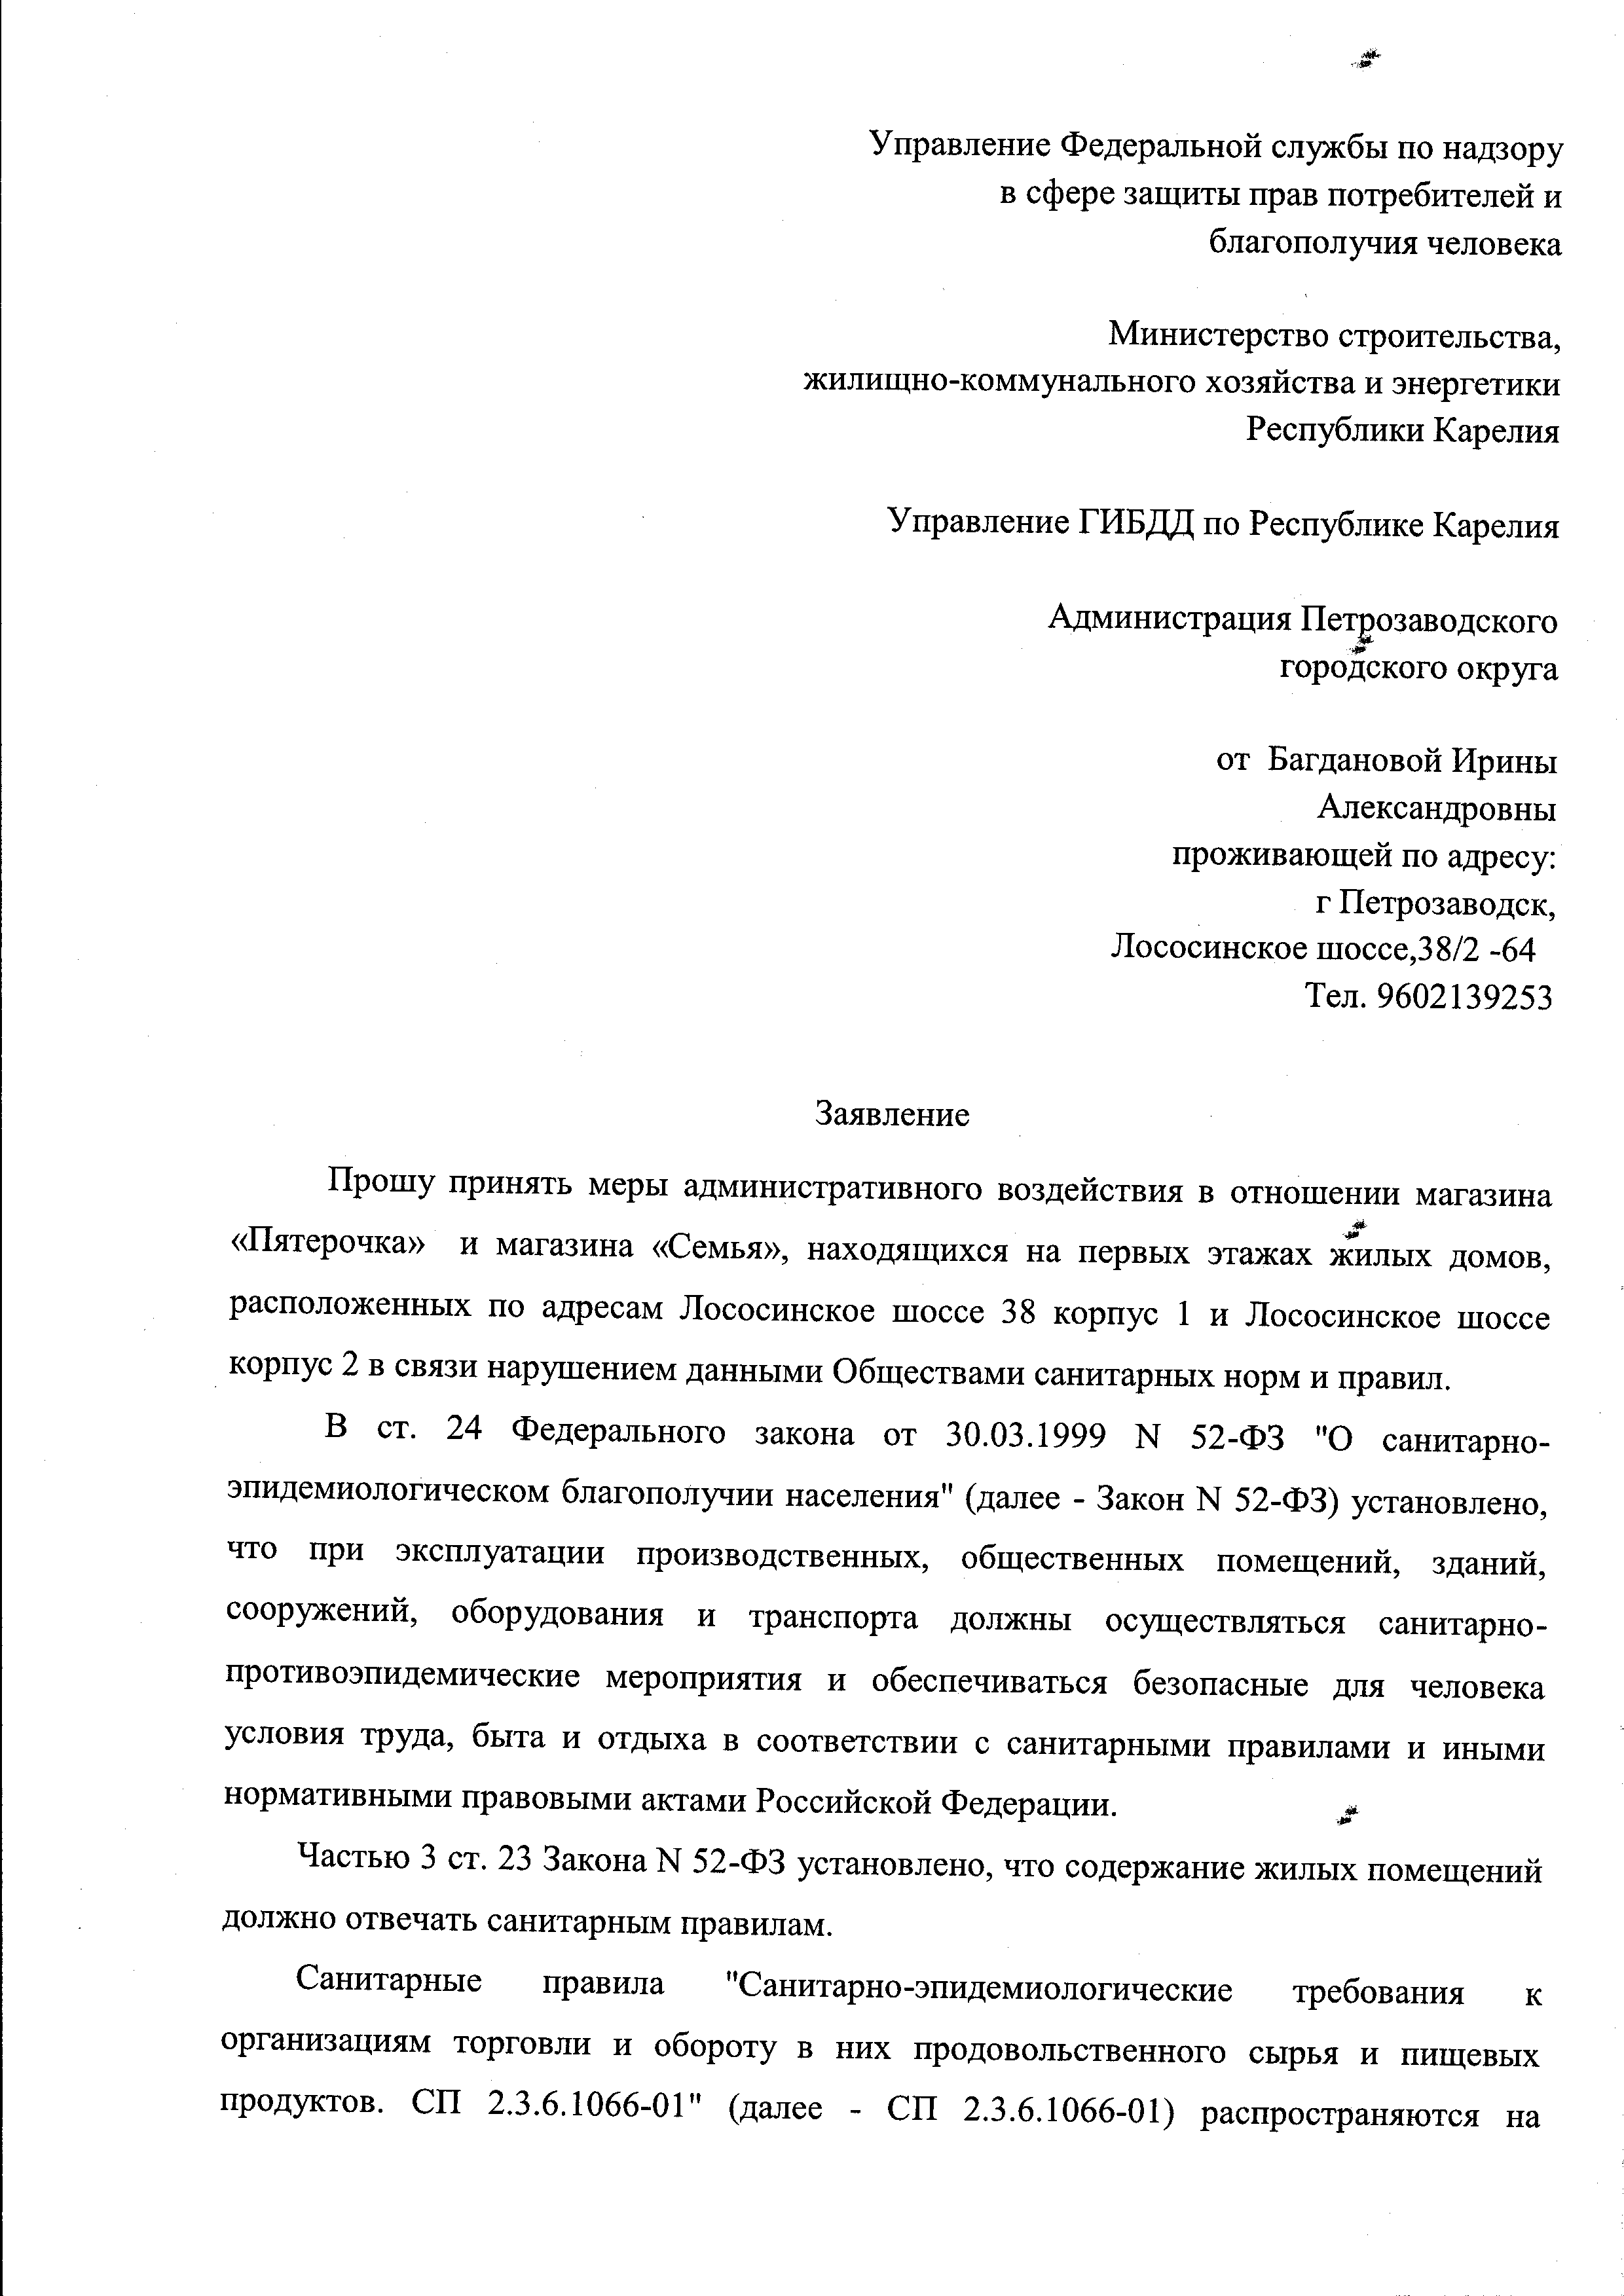 Управление Федеральной службы по надзору
в сфере защиты прав потребителей и
благополучия человека
Министерство строительства,
жилищно-коммунального хозяйства и энергетики
Республики Карелия
Управление ГИБДД по Республике Карелия
Администрация Петрозаводского
городского округа
от Багдановой Ирины
Александровны
проживающей по адресу:
г Петрозаводск,
Лососинское шоссе,38/2 -64
Тел. 9602139253
Заявление
Прошу принять меры административного воздействия в отношении магазина
«Пятерочка» и магазина «Семья», находящихся на первых этажах жилых домов,
расположенных по адресам Лососинское шоссе 38 корпус 1 и Лососинское шоссе
корпус 2 в связи нарушением данными Обществами санитарных норм и правил.
В ст. 24 Федерального закона от 30.03.1999 N 52-ФЗ "О санитарно-
эпидемиологическом благополучии населения" (далее - Закон N 52-ФЗ) установлено,
что при эксплуатации производственных, общественных помещений, зданий,
сооружений, оборудования и транспорта должны осуществляться санитарно-
противоэпидемические мероприятия и обеспечиваться безопасные для человека
условия труда, быта и отдыха в соответствии с санитарными правилами и иными
нормативными правовыми актами Российской Федерации.
Частью 3 ст. 23 Закона N 52-ФЗ установлено, что содержание жилых помещений
должно отвечать санитарным правилам.
Санитарные правила "Санитарно-эпидемиологические требования к
организациям торговли и обороту в них продовольственного сырья и пищевых
продуктов. СП 2.3.6.1066-01" (далее - СП 2.3.6.1066-01) распространяются на